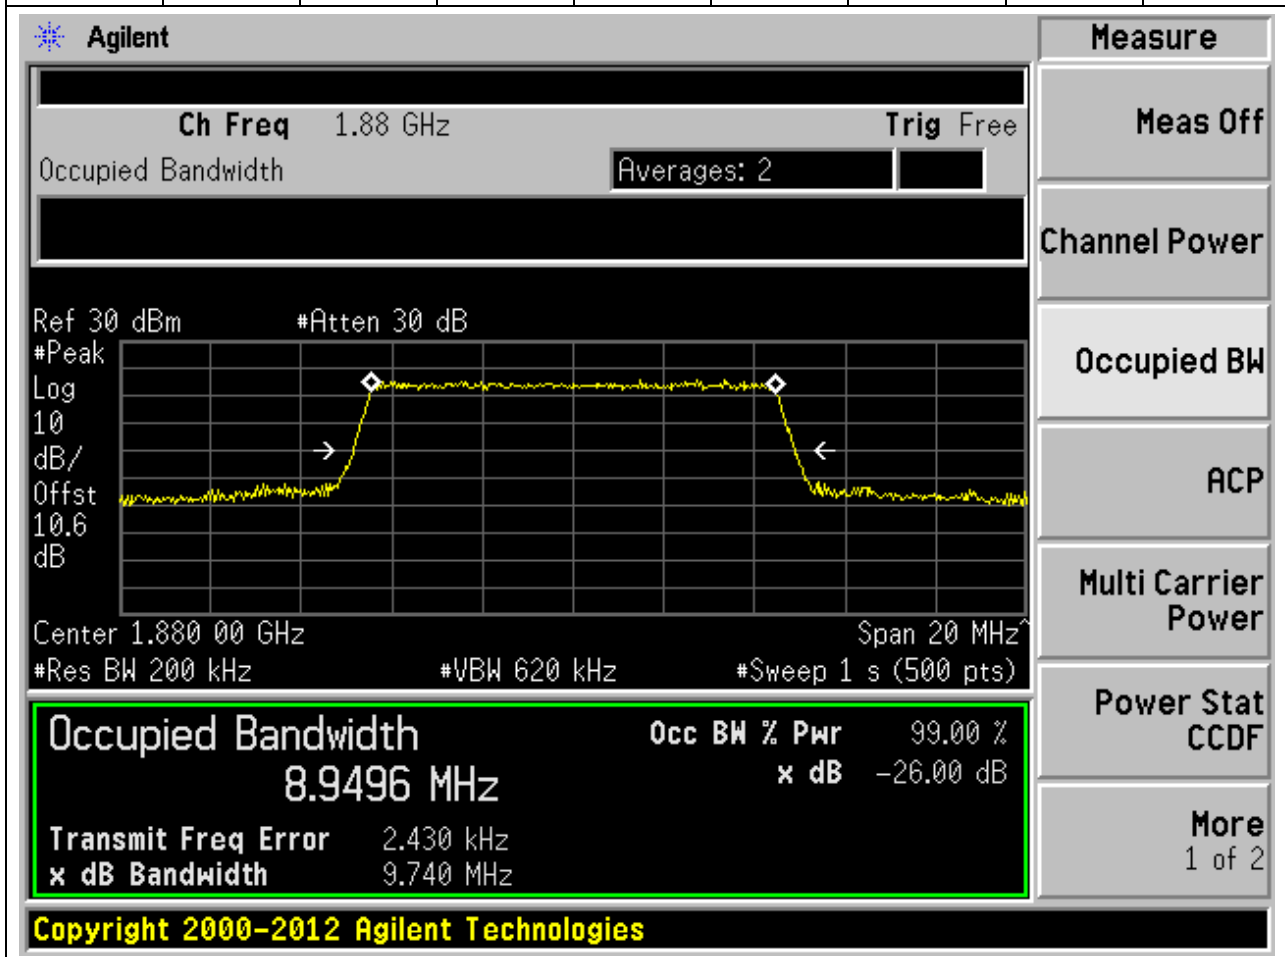 Agilent
Measure
Ch Freq 1.88 GHz Trig Free
Occupied Bandwidth Averages: 2
Meas Off
Channel Power
Occupied BW
ACP
Multi Carrier
Power
Power Stat
CCDF
More
1 of 2
Ref 30 dBm #Atten 30 dB
#Peak
Log
10
dB/
Offst
10.6
dB
Center 1.880 00 GHz Span 20 MHz^
#Res BW 200 kHz #VBW 620 kHz #Sweep 1 s (500 pts)
Occupied Bandwidth Occ BW % Pwr 99.00 %
8.9496 MHz x dB -26.00 dB
Transmit Freq Error 2.430 kHz
x dB Bandwidth 9.740 MHz
Copyright 2000-2012 Agilent Technologies